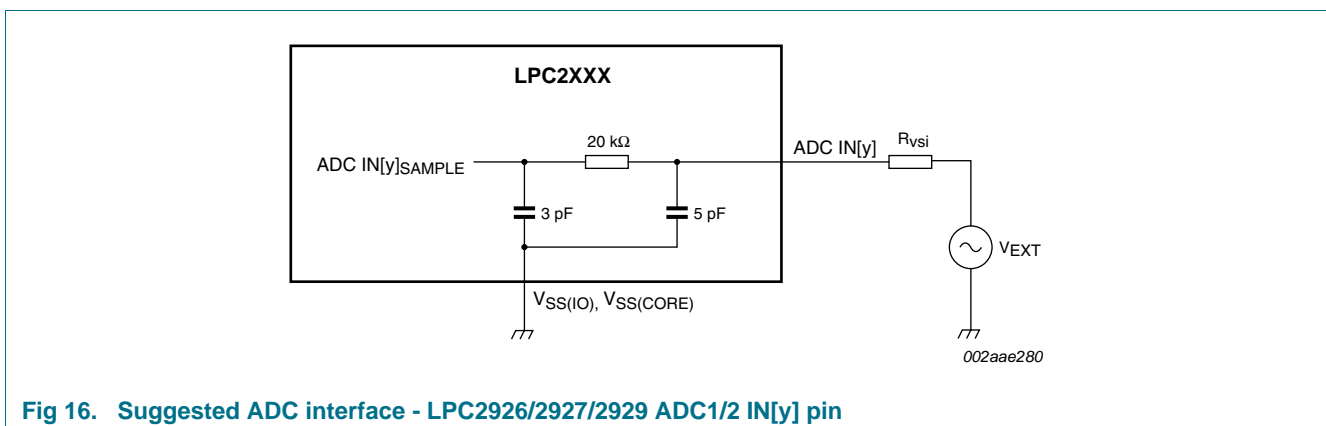 LPC2XXX
20 kΩ
ADC IN[y]
Rvsi
ADC IN[y]SAMPLE
3 pF
5 pF
VEXT
VSS(IO), VSS(CORE)
002aae280
Fig 16. Suggested ADC interface - LPC2926/2927/2929 ADC1/2 IN[y] pin